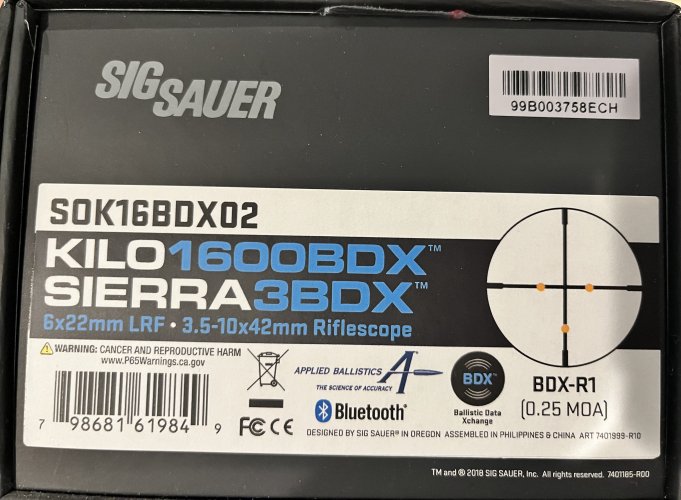 SIG SAUER
99B003758ECH
SOK16BDX02
KILO1600BDX™
SIERRA3BDX™
6x22mm LRF • 3.5-10x42mm Riflescope
⚠ WARNING: CANCER AND REPRODUCTIVE HARM
www.P65Warnings.ca.gov
APPLIED BALLISTICS A
THE SCIENCE OF ACCURACY
BDX™
Ballistic Data
Xchange
BDX-R1
(0.25 MOA)
7 98681 61984 9
FC CE
Bluetooth®
DESIGNED BY SIG SAUER® IN OREGON ASSEMBLED IN PHILIPPINES & CHINA ART 7401999-R10
TM and ® 2018 SIG SAUER, Inc. All rights reserved. 7401185-R00